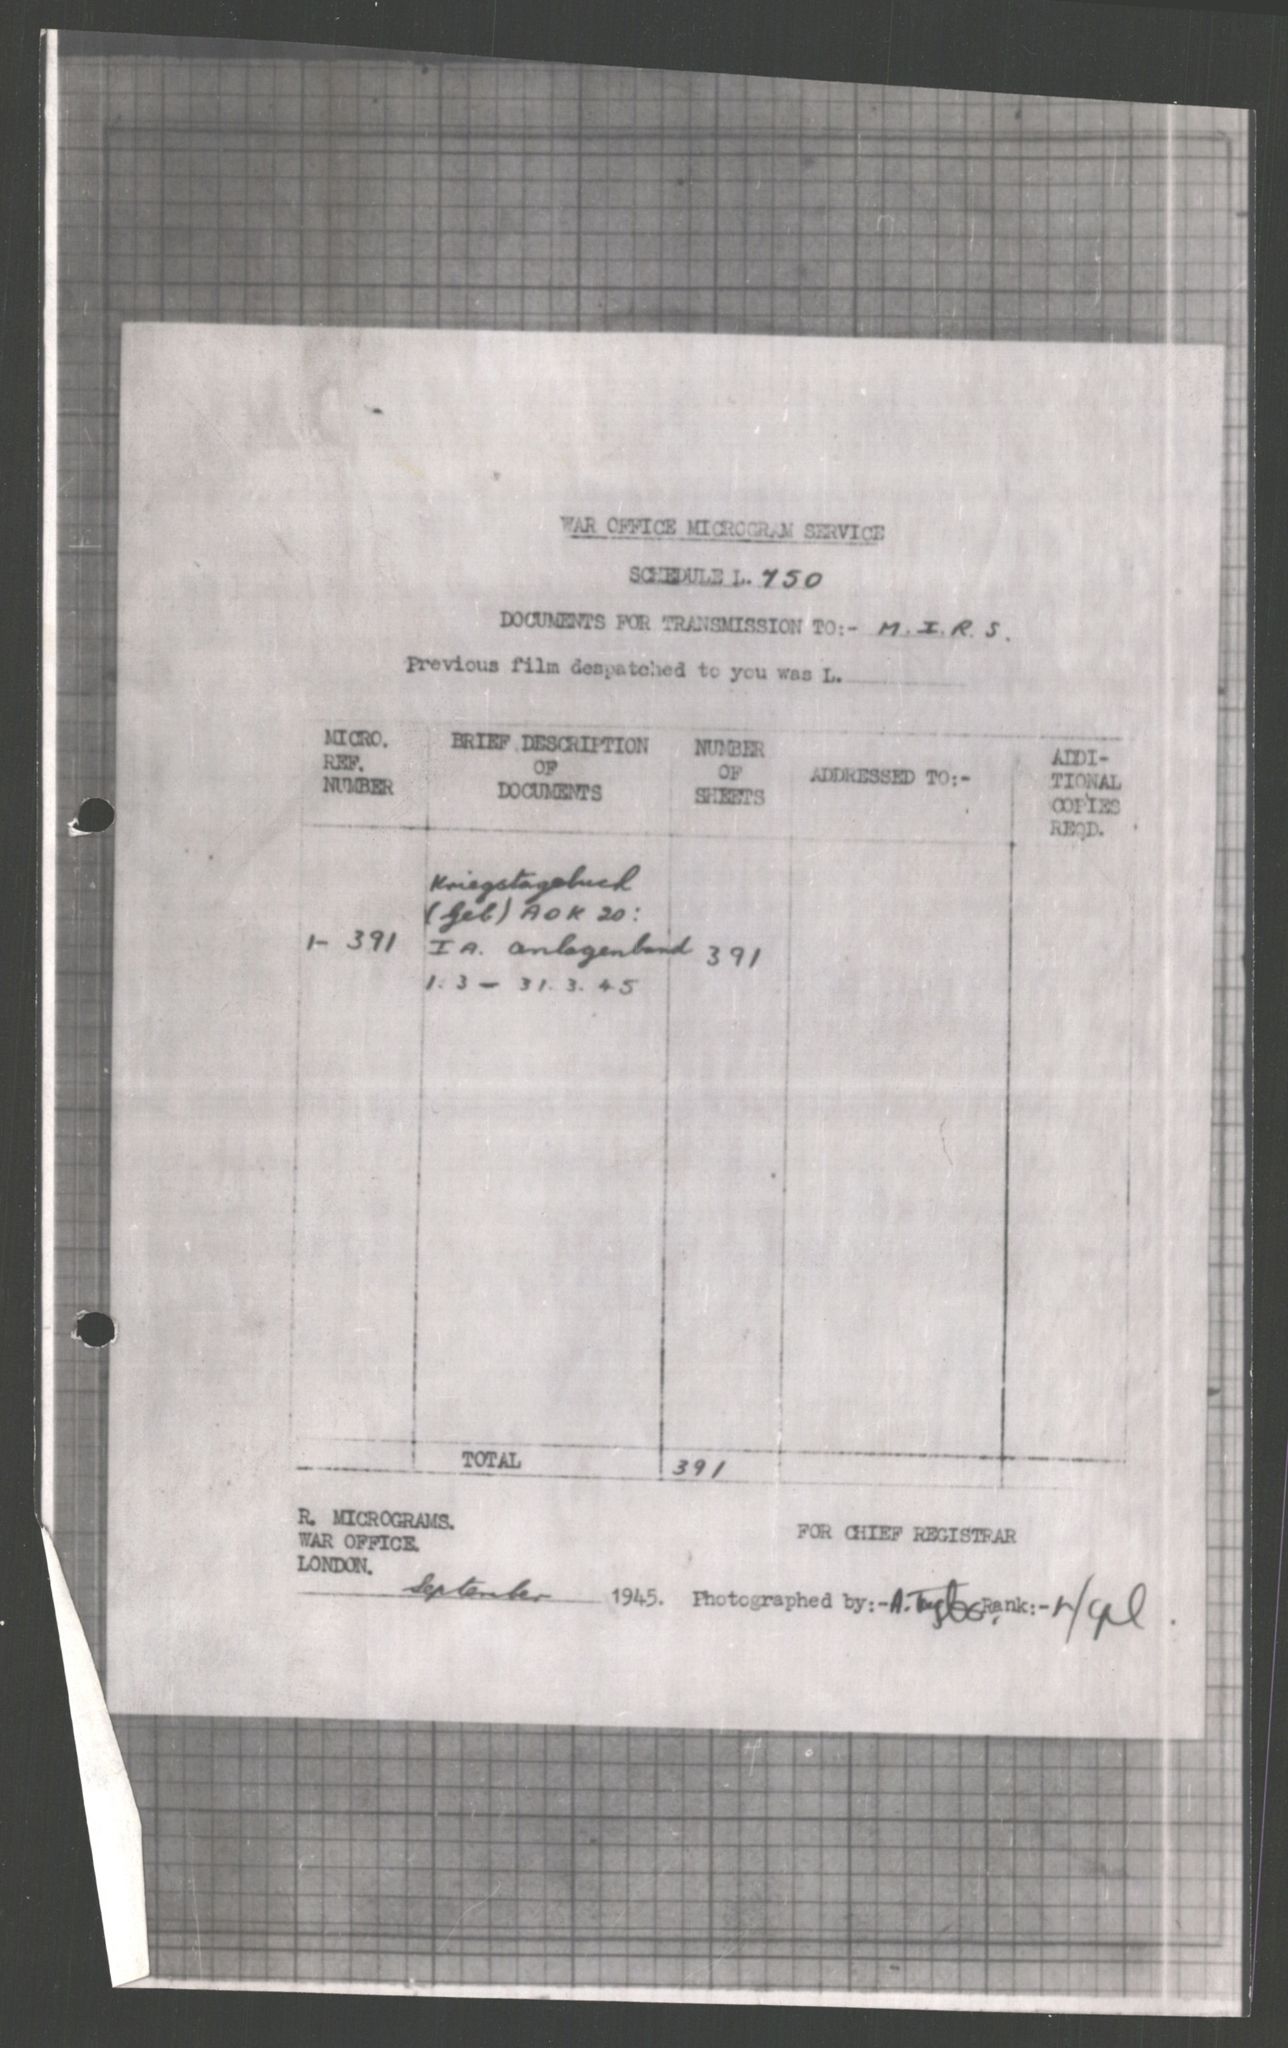 WAR OFFICE MICROGRAM SERVICE
SCHEDULE L. 750
DOCUMENTS FOR TRANSMISSION TO:- M. I. R. S.
Previous film despatched to you was L.
MICRO. REF. NUMBER
BRIEF DESCRIPTION OF DOCUMENTS
NUMBER OF SHEETS
ADDRESSED TO:-
ADDI-TIONAL COPIES REQD.
Kriegstagebuch
(Geb) AOK 20:
1- 391 IA. Anlagenband 391
1.3 - 31.3.45
TOTAL 391
R. MICROGRAMS.
WAR OFFICE.
LONDON.
FOR CHIEF REGISTRAR
September 1945. Photographed by:- A. Taylor. Rank:- /Cpl.